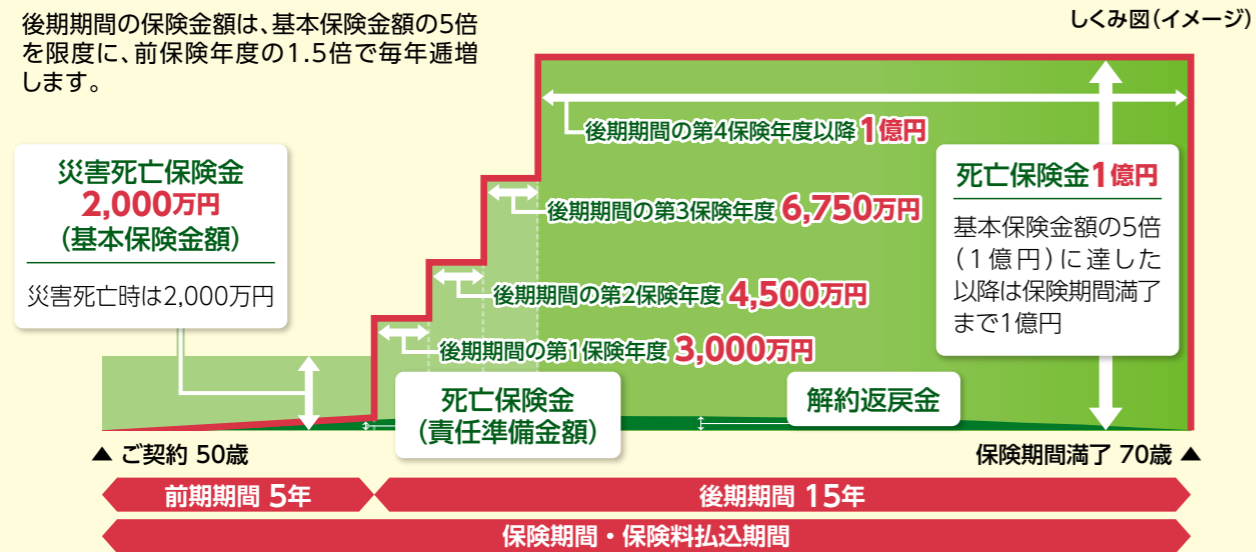 しくみ図(イメージ)
後期期間の保険金額は、基本保険金額の5倍
を限度に、前保険年度の1.5倍で毎年逓増
します。
災害死亡保険金
2,000万円
(基本保険金額)
災害死亡時は2,000万円
後期期間の第4保険年度以降 1億円
後期期間の第3保険年度 6,750万円
後期期間の第2保険年度 4,500万円
後期期間の第1保険年度 3,000万円
死亡保険金1億円
基本保険金額の5倍
(1億円)に達した
以降は保険期間満了
まで1億円
死亡保険金
(責任準備金額)
解約返戻金
▲ ご契約 50歳
保険期間満了 70歳 ▲
前期期間 5年
後期期間 15年
保険期間・保険料払込期間